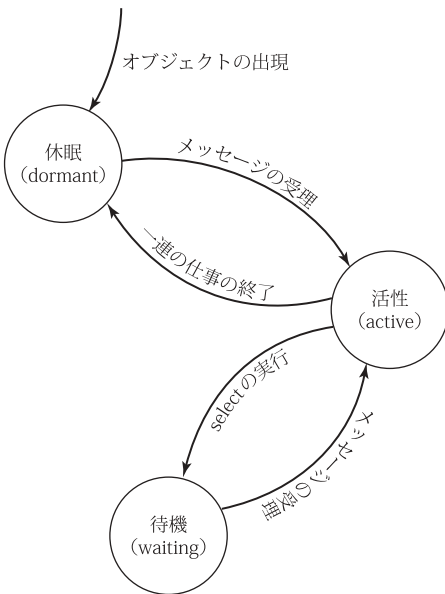 オブジェクトの出現
休眠
（dormant）
メッセージの受理
一連の仕事の終了
活性
（active）
selectの実行
メッセージの受理
待機
（waiting）